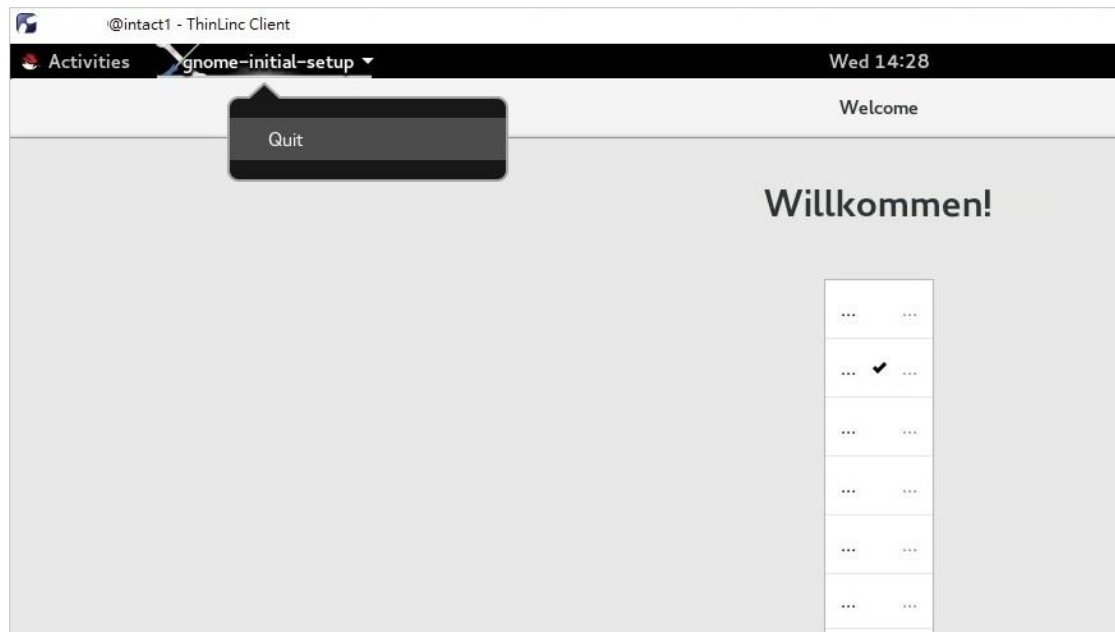 @intact1 - ThinLinc Client
Activities gnome-initial-setup Wed 14:28
Welcome
Quit
Willkommen!
... ...
... ✔ ...
... ...
... ...
... ...
... ...